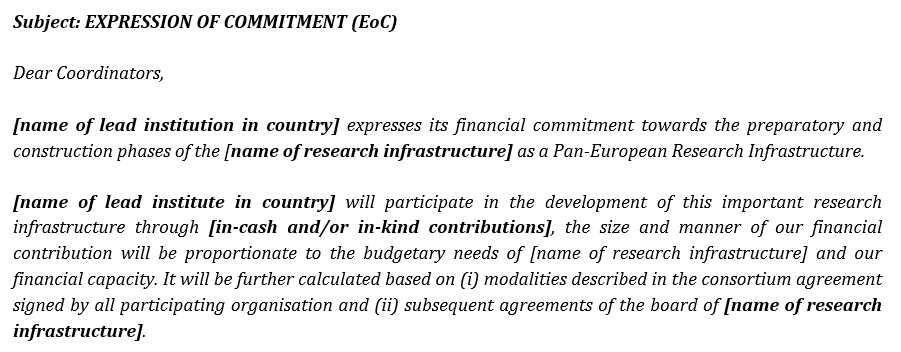 Subject: EXPRESSION OF COMMITMENT (EoC)
Dear Coordinators,
[name of lead institution in country] expresses its financial commitment towards the preparatory and
construction phases of the [name of research infrastructure] as a Pan-European Research Infrastructure.
[name of lead institute in country] will participate in the development of this important research
infrastructure through [in-cash and/or in-kind contributions], the size and manner of our financial
contribution will be proportionate to the budgetary needs of [name of research infrastructure] and our
financial capacity. It will be further calculated based on (i) modalities described in the consortium agreement
signed by all participating organisation and (ii) subsequent agreements of the board of [name of research
infrastructure].